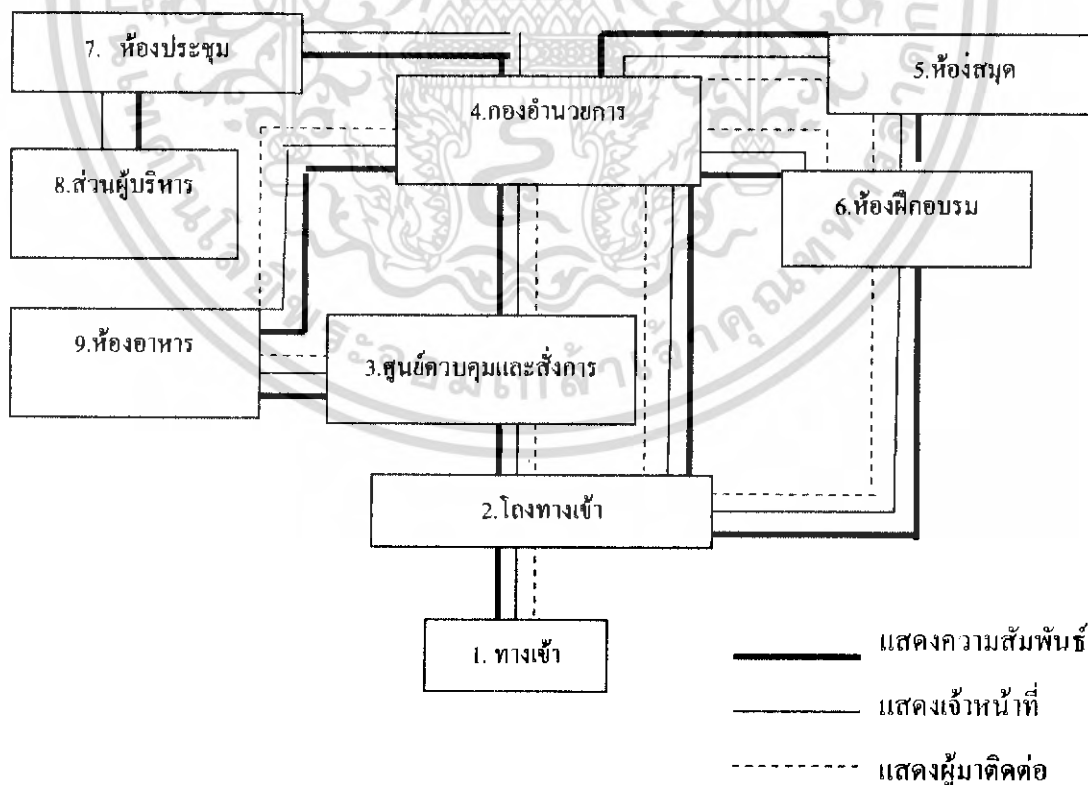 7. ห้องประชุม
5.ห้องสมุด
4.กองอำนวยการ
8.ส่วนผู้บริหาร
6.ห้องฝึกอบรม
9.ห้องอาหาร
3.ศูนย์ควบคุมและสั่งการ
2.โถงทางเข้า
1. ทางเข้า
แสดงความสัมพันธ์
แสดงเจ้าหน้าที่
แสดงผู้มาติดต่อ